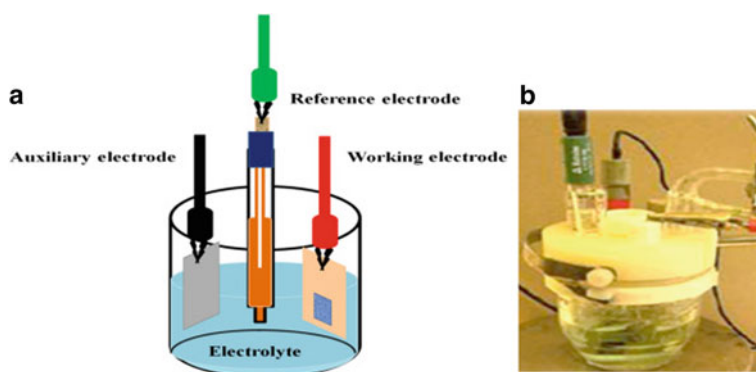 a
Reference electrode
b
Auxiliary electrode
Working electrode
Electrolyte